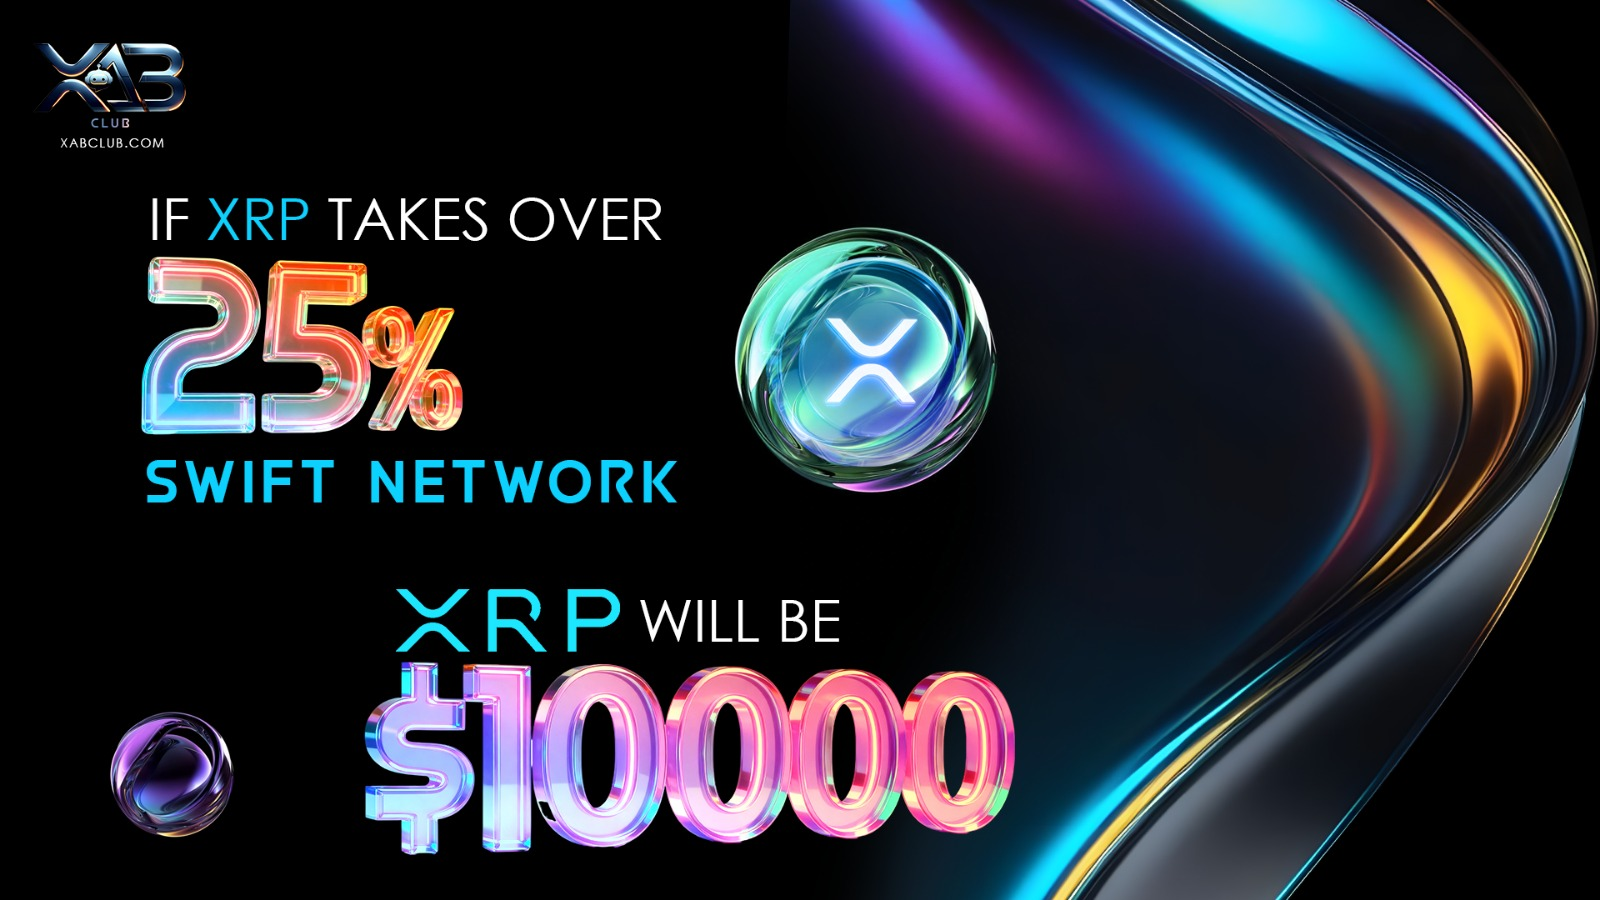 XAB
CLUB
XABCLUB.COM
IF XRP TAKES OVER
25%
SWIFT NETWORK
XRP WILL BE
$10000